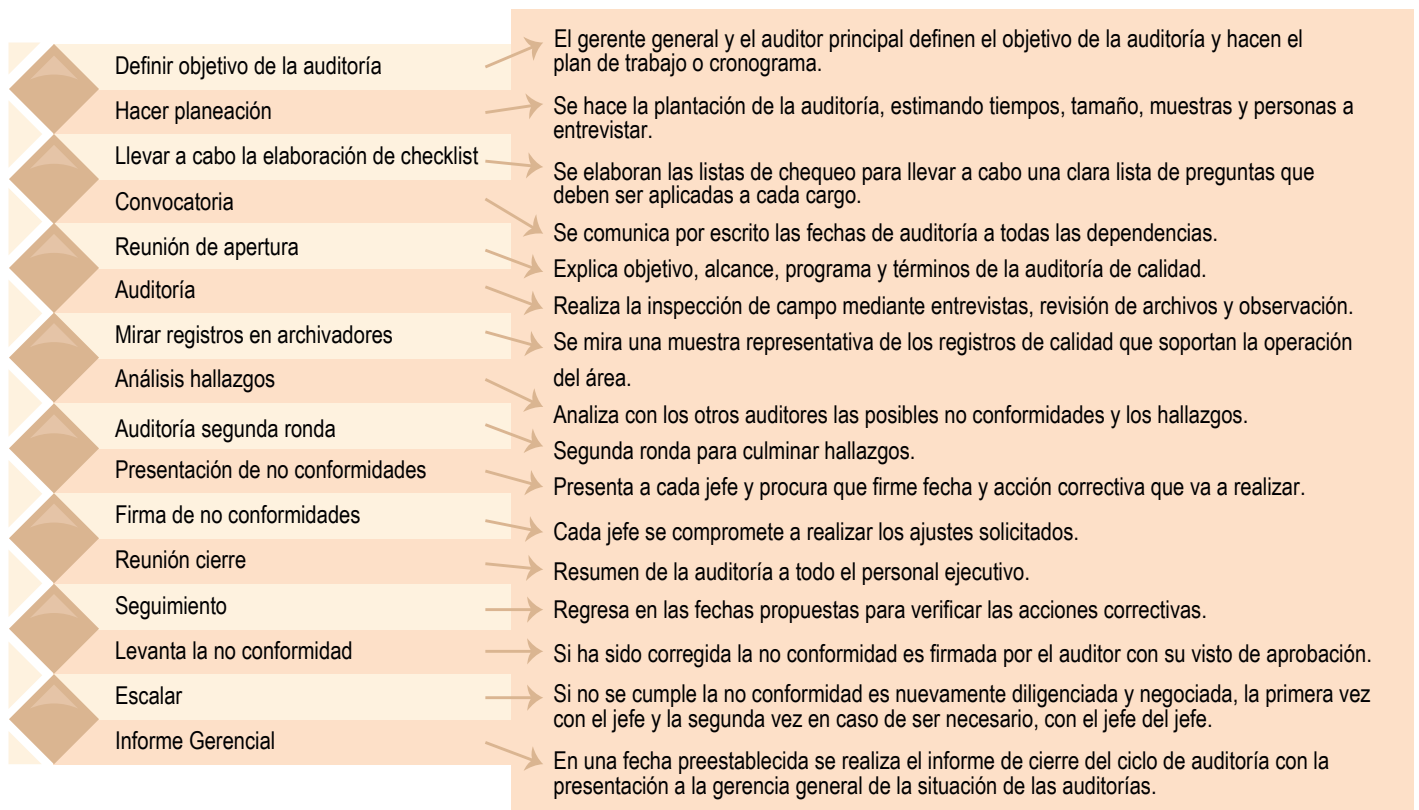 Definir objetivo de la auditoría
El gerente general y el auditor principal definen el objetivo de la auditoría y hacen el
plan de trabajo o cronograma.
Hacer planeación
Se hace la plantación de la auditoría, estimando tiempos, tamaño, muestras y personas a
entrevistar.
Llevar a cabo la elaboración de checklist
Se elaboran las listas de chequeo para llevar a cabo una clara lista de preguntas que
deben ser aplicadas a cada cargo.
Convocatoria
Se comunica por escrito las fechas de auditoría a todas las dependencias.
Reunión de apertura
Explica objetivo, alcance, programa y términos de la auditoría de calidad.
Auditoría
Realiza la inspección de campo mediante entrevistas, revisión de archivos y observación.
Mirar registros en archivadores
Se mira una muestra representativa de los registros de calidad que soportan la operación
del área.
Análisis hallazgos
Analiza con los otros auditores las posibles no conformidades y los hallazgos.
Auditoría segunda ronda
Segunda ronda para culminar hallazgos.
Presentación de no conformidades
Presenta a cada jefe y procura que firme fecha y acción correctiva que va a realizar.
Firma de no conformidades
Cada jefe se compromete a realizar los ajustes solicitados.
Reunión cierre
Resumen de la auditoría a todo el personal ejecutivo.
Seguimiento
Regresa en las fechas propuestas para verificar las acciones correctivas.
Levanta la no conformidad
Si ha sido corregida la no conformidad es firmada por el auditor con su visto de aprobación.
Escalar
Si no se cumple la no conformidad es nuevamente diligenciada y negociada, la primera vez
con el jefe y la segunda vez en caso de ser necesario, con el jefe del jefe.
Informe Gerencial
En una fecha preestablecida se realiza el informe de cierre del ciclo de auditoría con la
presentación a la gerencia general de la situación de las auditorías.